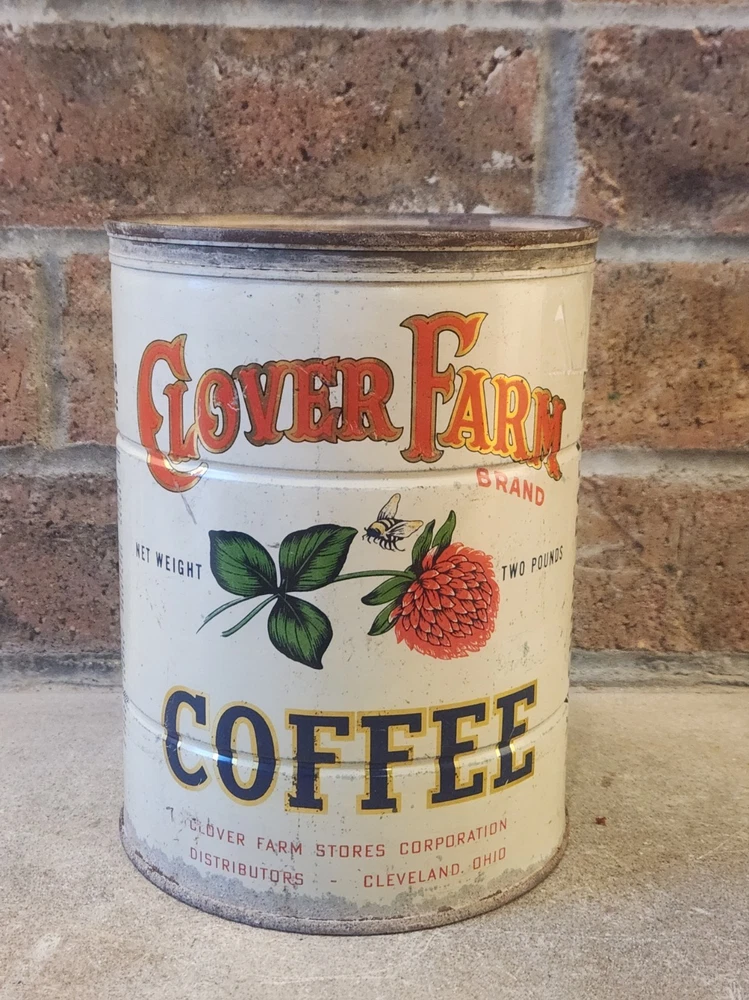 CLOVER FARM
BRAND
NET WEIGHT
TWO POUNDS
COFFEE
CLOVER FARM STORES CORPORATION
DISTRIBUTORS - CLEVELAND, OHIO